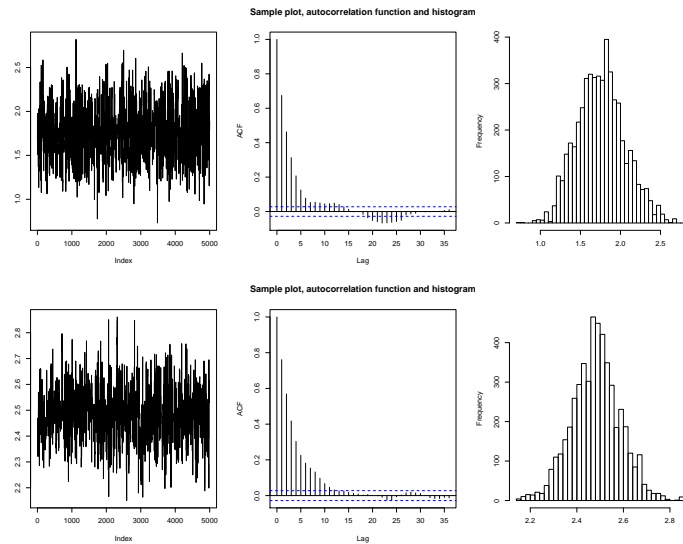 Sample plot, autocorrelation function and histogram
2.5
2.0
1.5
1.0
0 1000 2000 3000 4000 5000
Index
1.0
0.8
0.6
0.4
0.2
0.0
ACF
0 5 10 15 20 25 30 35
Lag
400
300
200
100
0
Frequency
1.0 1.5 2.0 2.5
Sample plot, autocorrelation function and histogram
2.8
2.7
2.6
2.5
2.4
2.3
2.2
0 1000 2000 3000 4000 5000
Index
1.0
0.8
0.6
0.4
0.2
0.0
ACF
0 5 10 15 20 25 30 35
Lag
400
300
200
100
0
Frequency
2.2 2.4 2.6 2.8